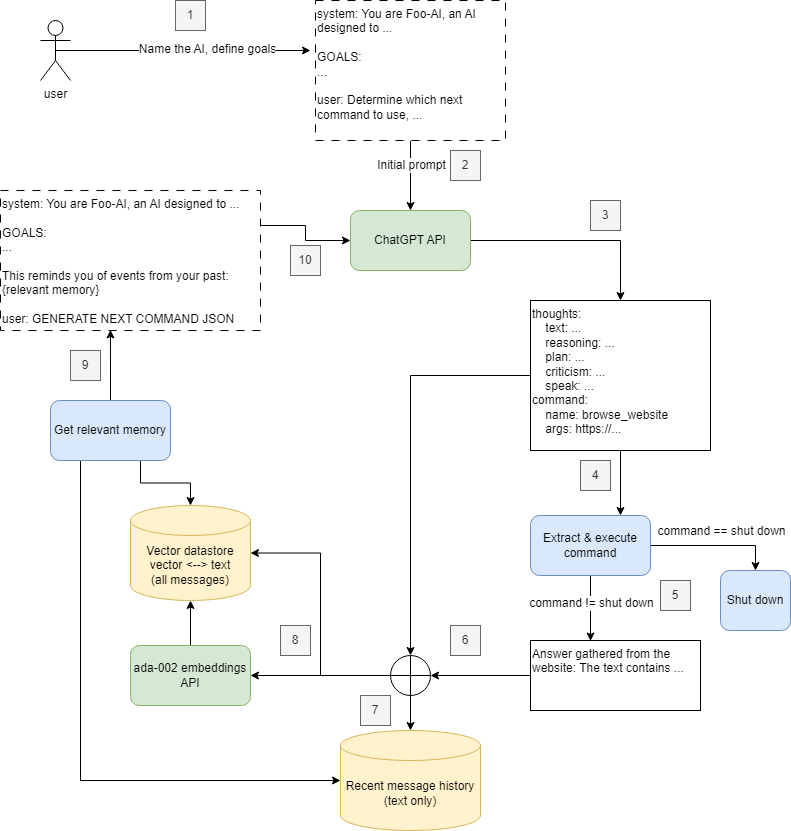 1
system: You are Foo-AI, an AI
designed to ...
GOALS:
...
user: Determine which next
command to use, ...
Name the AI, define goals
user
Initial prompt
2
system: You are Foo-AI, an AI designed to ...
GOALS:
...
This reminds you of events from your past:
{relevant memory}
user: GENERATE NEXT COMMAND JSON
10
ChatGPT API
3
thoughts:
text: ...
reasoning: ...
plan: ...
criticism: ...
speak: ...
command:
name: browse_website
args: https://...
9
Get relevant memory
4
Extract & execute
command
command == shut down
Shut down
command != shut down
5
Vector datastore
vector <--> text
(all messages)
8
6
Answer gathered from the
website: The text contains ...
ada-002 embeddings
API
7
Recent message history
(text only)